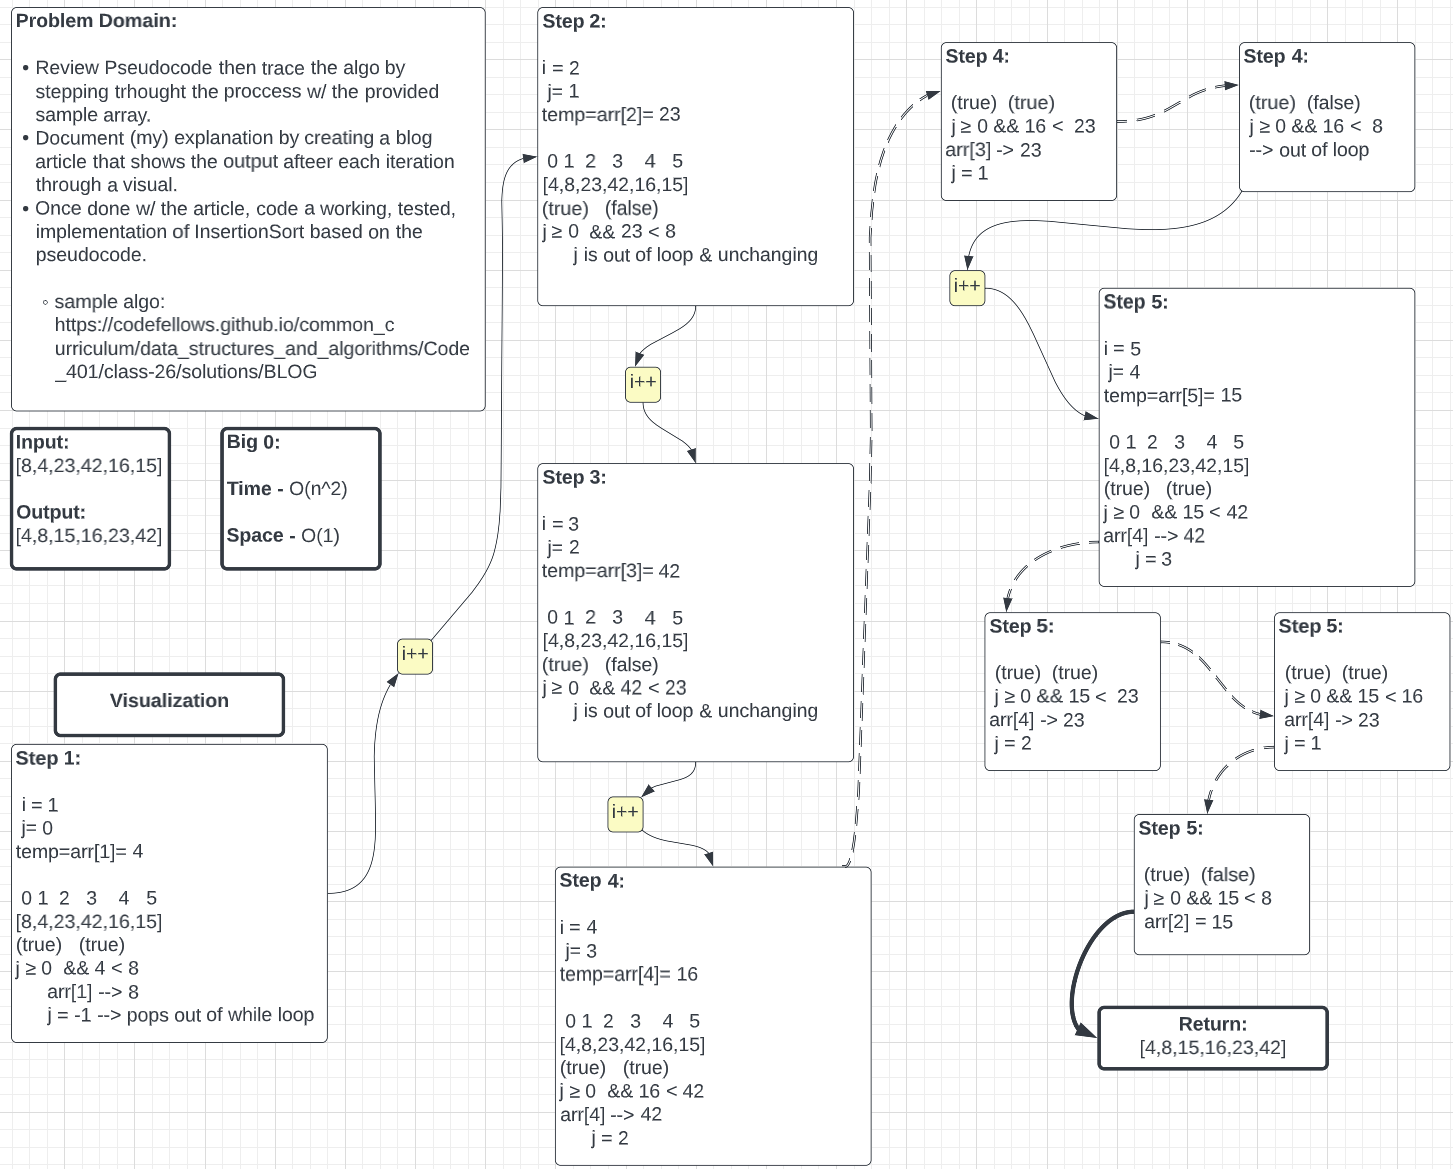 Problem Domain:
• Review Pseudocode then trace the algo by
stepping trhought the proccess w/ the provided
sample array.
• Document (my) explanation by creating a blog
article that shows the output afteer each iteration
through a visual.
• Once done w/ the article, code a working, tested,
implementation of InsertionSort based on the
pseudocode.
◦ sample algo:
https://codefellows.github.io/common_c
urriculum/data_structures_and_algorithms/Code
_401/class-26/solutions/BLOG
Input:
[8,4,23,42,16,15]
Output:
[4,8,15,16,23,42]
Big 0:
Time - O(n^2)
Space - O(1)
Visualization
Step 1:
i = 1
j= 0
temp=arr[1]= 4
0 1 2 3 4 5
[8,4,23,42,16,15]
(true) (true)
j ≥ 0 && 4 < 8
arr[1] --> 8
j = -1 --> pops out of while loop
i++
Step 2:
i = 2
j= 1
temp=arr[2]= 23
0 1 2 3 4 5
[4,8,23,42,16,15]
(true) (false)
j ≥ 0 && 23 < 8
j is out of loop & unchanging
i++
Step 3:
i = 3
j= 2
temp=arr[3]= 42
0 1 2 3 4 5
[4,8,23,42,16,15]
(true) (false)
j ≥ 0 && 42 < 23
j is out of loop & unchanging
i++
Step 4:
i = 4
j= 3
temp=arr[4]= 16
0 1 2 3 4 5
[4,8,23,42,16,15]
(true) (true)
j ≥ 0 && 16 < 42
arr[4] --> 42
j = 2
Step 4:
(true) (true)
j ≥ 0 && 16 < 23
arr[3] -> 23
j = 1
Step 4:
(true) (false)
j ≥ 0 && 16 < 8
--> out of loop
i++
Step 5:
i = 5
j= 4
temp=arr[5]= 15
0 1 2 3 4 5
[4,8,16,23,42,15]
(true) (true)
j ≥ 0 && 15 < 42
arr[4] --> 42
j = 3
Step 5:
(true) (true)
j ≥ 0 && 15 < 23
arr[4] -> 23
j = 2
Step 5:
(true) (true)
j ≥ 0 && 15 < 16
arr[4] -> 23
j = 1
Step 5:
(true) (false)
j ≥ 0 && 15 < 8
arr[2] = 15
Return:
[4,8,15,16,23,42]